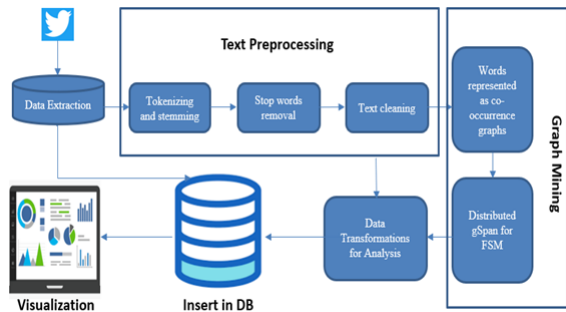 Text Preprocessing
Data Extraction
Tokenizing
and stemming
Stop words
removal
Text cleaning
Words
represented
as co-
occurrence
graphs
Graph Mining
Distributed
gSpan for
FSM
Data
Transformations
for Analysis
Insert in DB
Visualization